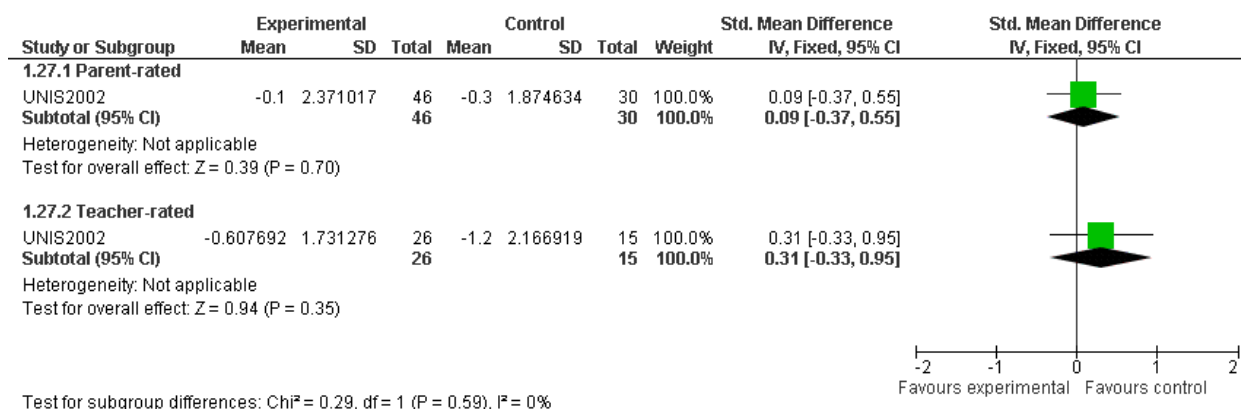 Experimental Control Std. Mean Difference Std. Mean Difference
Study or Subgroup Mean SD Total Mean SD Total Weight IV, Fixed, 95% CI IV, Fixed, 95% CI
1.27.1 Parent-rated
UNIS2002 -0.1 2.371017 46 -0.3 1.874634 30 100.0% 0.09 [-0.37, 0.55]
Subtotal (95% CI) 46 30 100.0% 0.09 [-0.37, 0.55]
Heterogeneity: Not applicable
Test for overall effect: Z = 0.39 (P = 0.70)
1.27.2 Teacher-rated
UNIS2002 -0.607692 1.731276 26 -1.2 2.166919 15 100.0% 0.31 [-0.33, 0.95]
Subtotal (95% CI) 26 15 100.0% 0.31 [-0.33, 0.95]
Heterogeneity: Not applicable
Test for overall effect: Z = 0.94 (P = 0.35)
-2 -1 0 1 2
Favours experimental Favours control
Test for subgroup differences: Chi² = 0.29, df = 1 (P = 0.59), I² = 0%